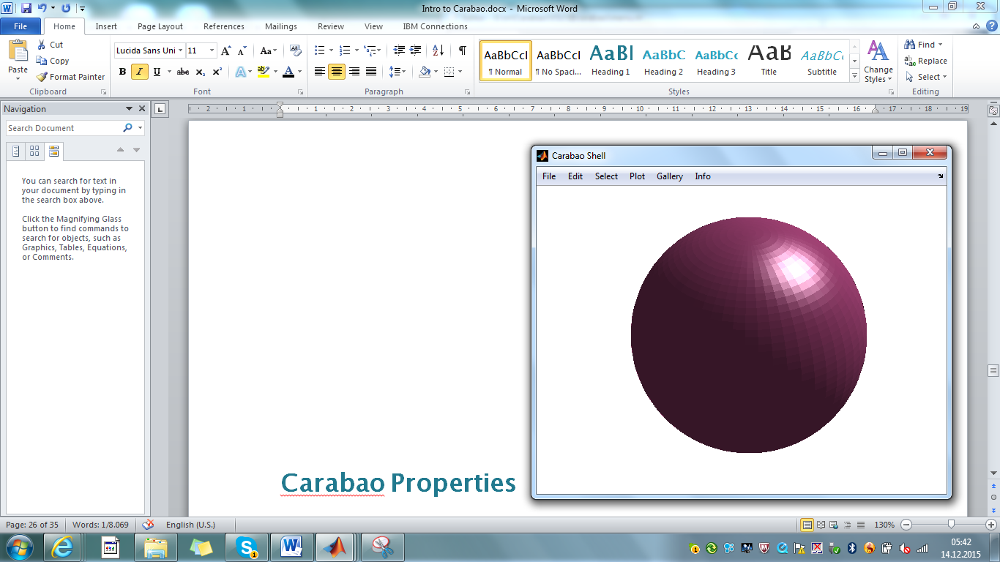 Intro to Carabao.docx - Microsoft Word
File Home Insert Page Layout References Mailings Review View IBM Connections
Paste
Cut
Copy
Format Painter
Clipboard
Lucida Sans Uni 11
Font
Paragraph
AaBbCcI AaBbCcI AaBl AaBbC AaBbCc AaB AaBbCc
¶ Normal ¶ No Spaci... Heading 1 Heading 2 Heading 3 Title Subtitle
Styles
Change
Styles
Find
Replace
Select
Editing
Navigation
Search Document
You can search for text in
your document by typing in
the search box above.
Click the Magnifying Glass
button to find commands to
search for objects, such as
Graphics, Tables, Equations,
or Comments.
2 1 1 2 3 4 5 6 7 8 9 10 11 12 13 14 15 16 17 18 19
Carabao Shell
File Edit Select Plot Gallery Info
Carabao Properties
Page: 26 of 35 Words: 1/8.069 English (U.S.) 130%
05:42
14.12.2015